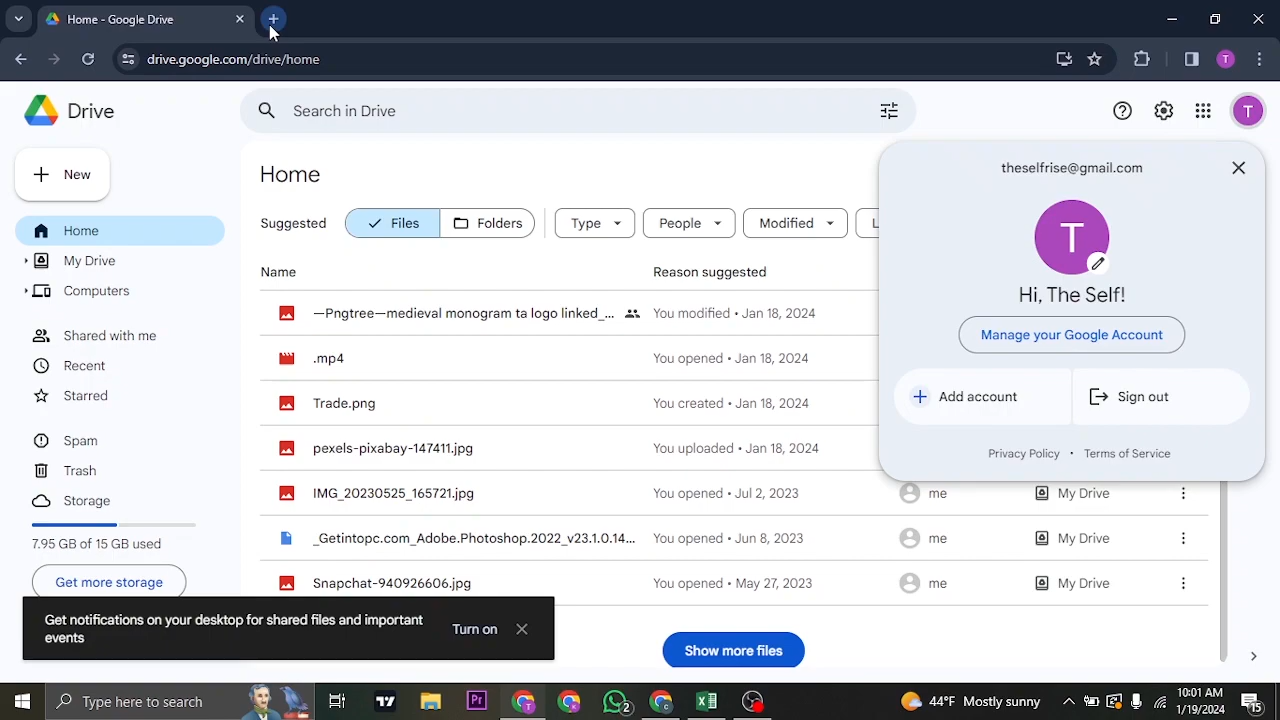 Home - Google Drive
drive.google.com/drive/home
T
Drive
Search in Drive
T
New
Home
My Drive
Computers
Shared with me
Recent
Starred
Spam
Trash
Storage
7.95 GB of 15 GB used
Get more storage
Home
Suggested
Files
Folders
Type
People
Modified
L
Name
Reason suggested
—Pngtree—medieval monogram ta logo linked_... You modified • Jan 18, 2024
.mp4 You opened • Jan 18, 2024
Trade.png You created • Jan 18, 2024
pexels-pixabay-147411.jpg You uploaded • Jan 18, 2024
IMG_20230525_165721.jpg You opened • Jul 2, 2023 me My Drive
_Getintopc.com_Adobe.Photoshop.2022_v23.1.0.14... You opened • Jun 8, 2023 me My Drive
Snapchat-940926606.jpg You opened • May 27, 2023 me My Drive
Show more files
theselfrise@gmail.com
T
Hi, The Self!
Manage your Google Account
Add account
Sign out
Privacy Policy • Terms of Service
Get notifications on your desktop for shared files and important
events
Turn on
Type here to search
Pr
T
2
C
44°F Mostly sunny
10:01 AM
1/19/2024
15